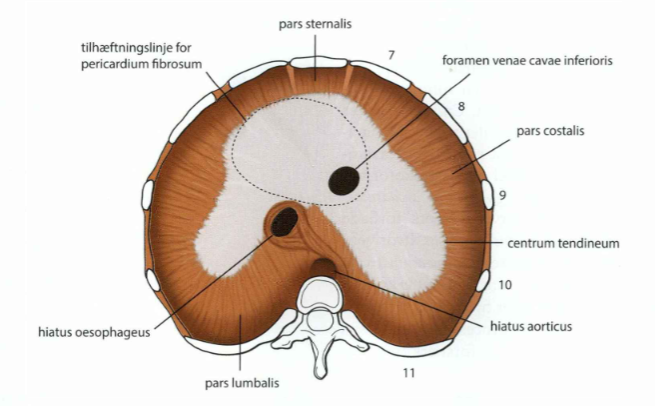 pars sternalis
tilhæftningslinje for
pericardium fibrosum
7
foramen venae cavae inferioris
8
pars costalis
9
centrum tendineum
10
hiatus oesophageus
hiatus aorticus
11
pars lumbalis